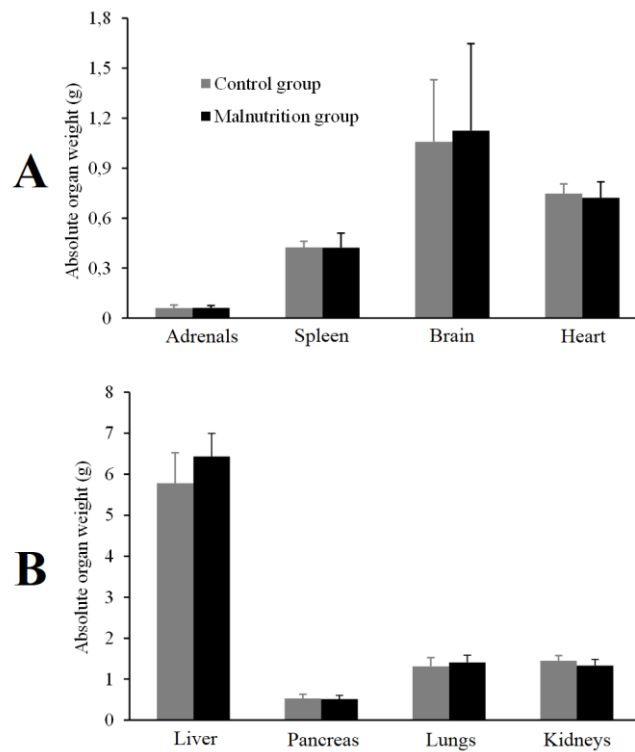 A
Absolute organ weight (g)
1,8
1,5
1,2
0,9
0,6
0,3
0
Control group
Malnutrition group
Adrenals Spleen Brain Heart
B
Absolute organ weight (g)
8
7
6
5
4
3
2
1
0
Liver Pancreas Lungs Kidneys